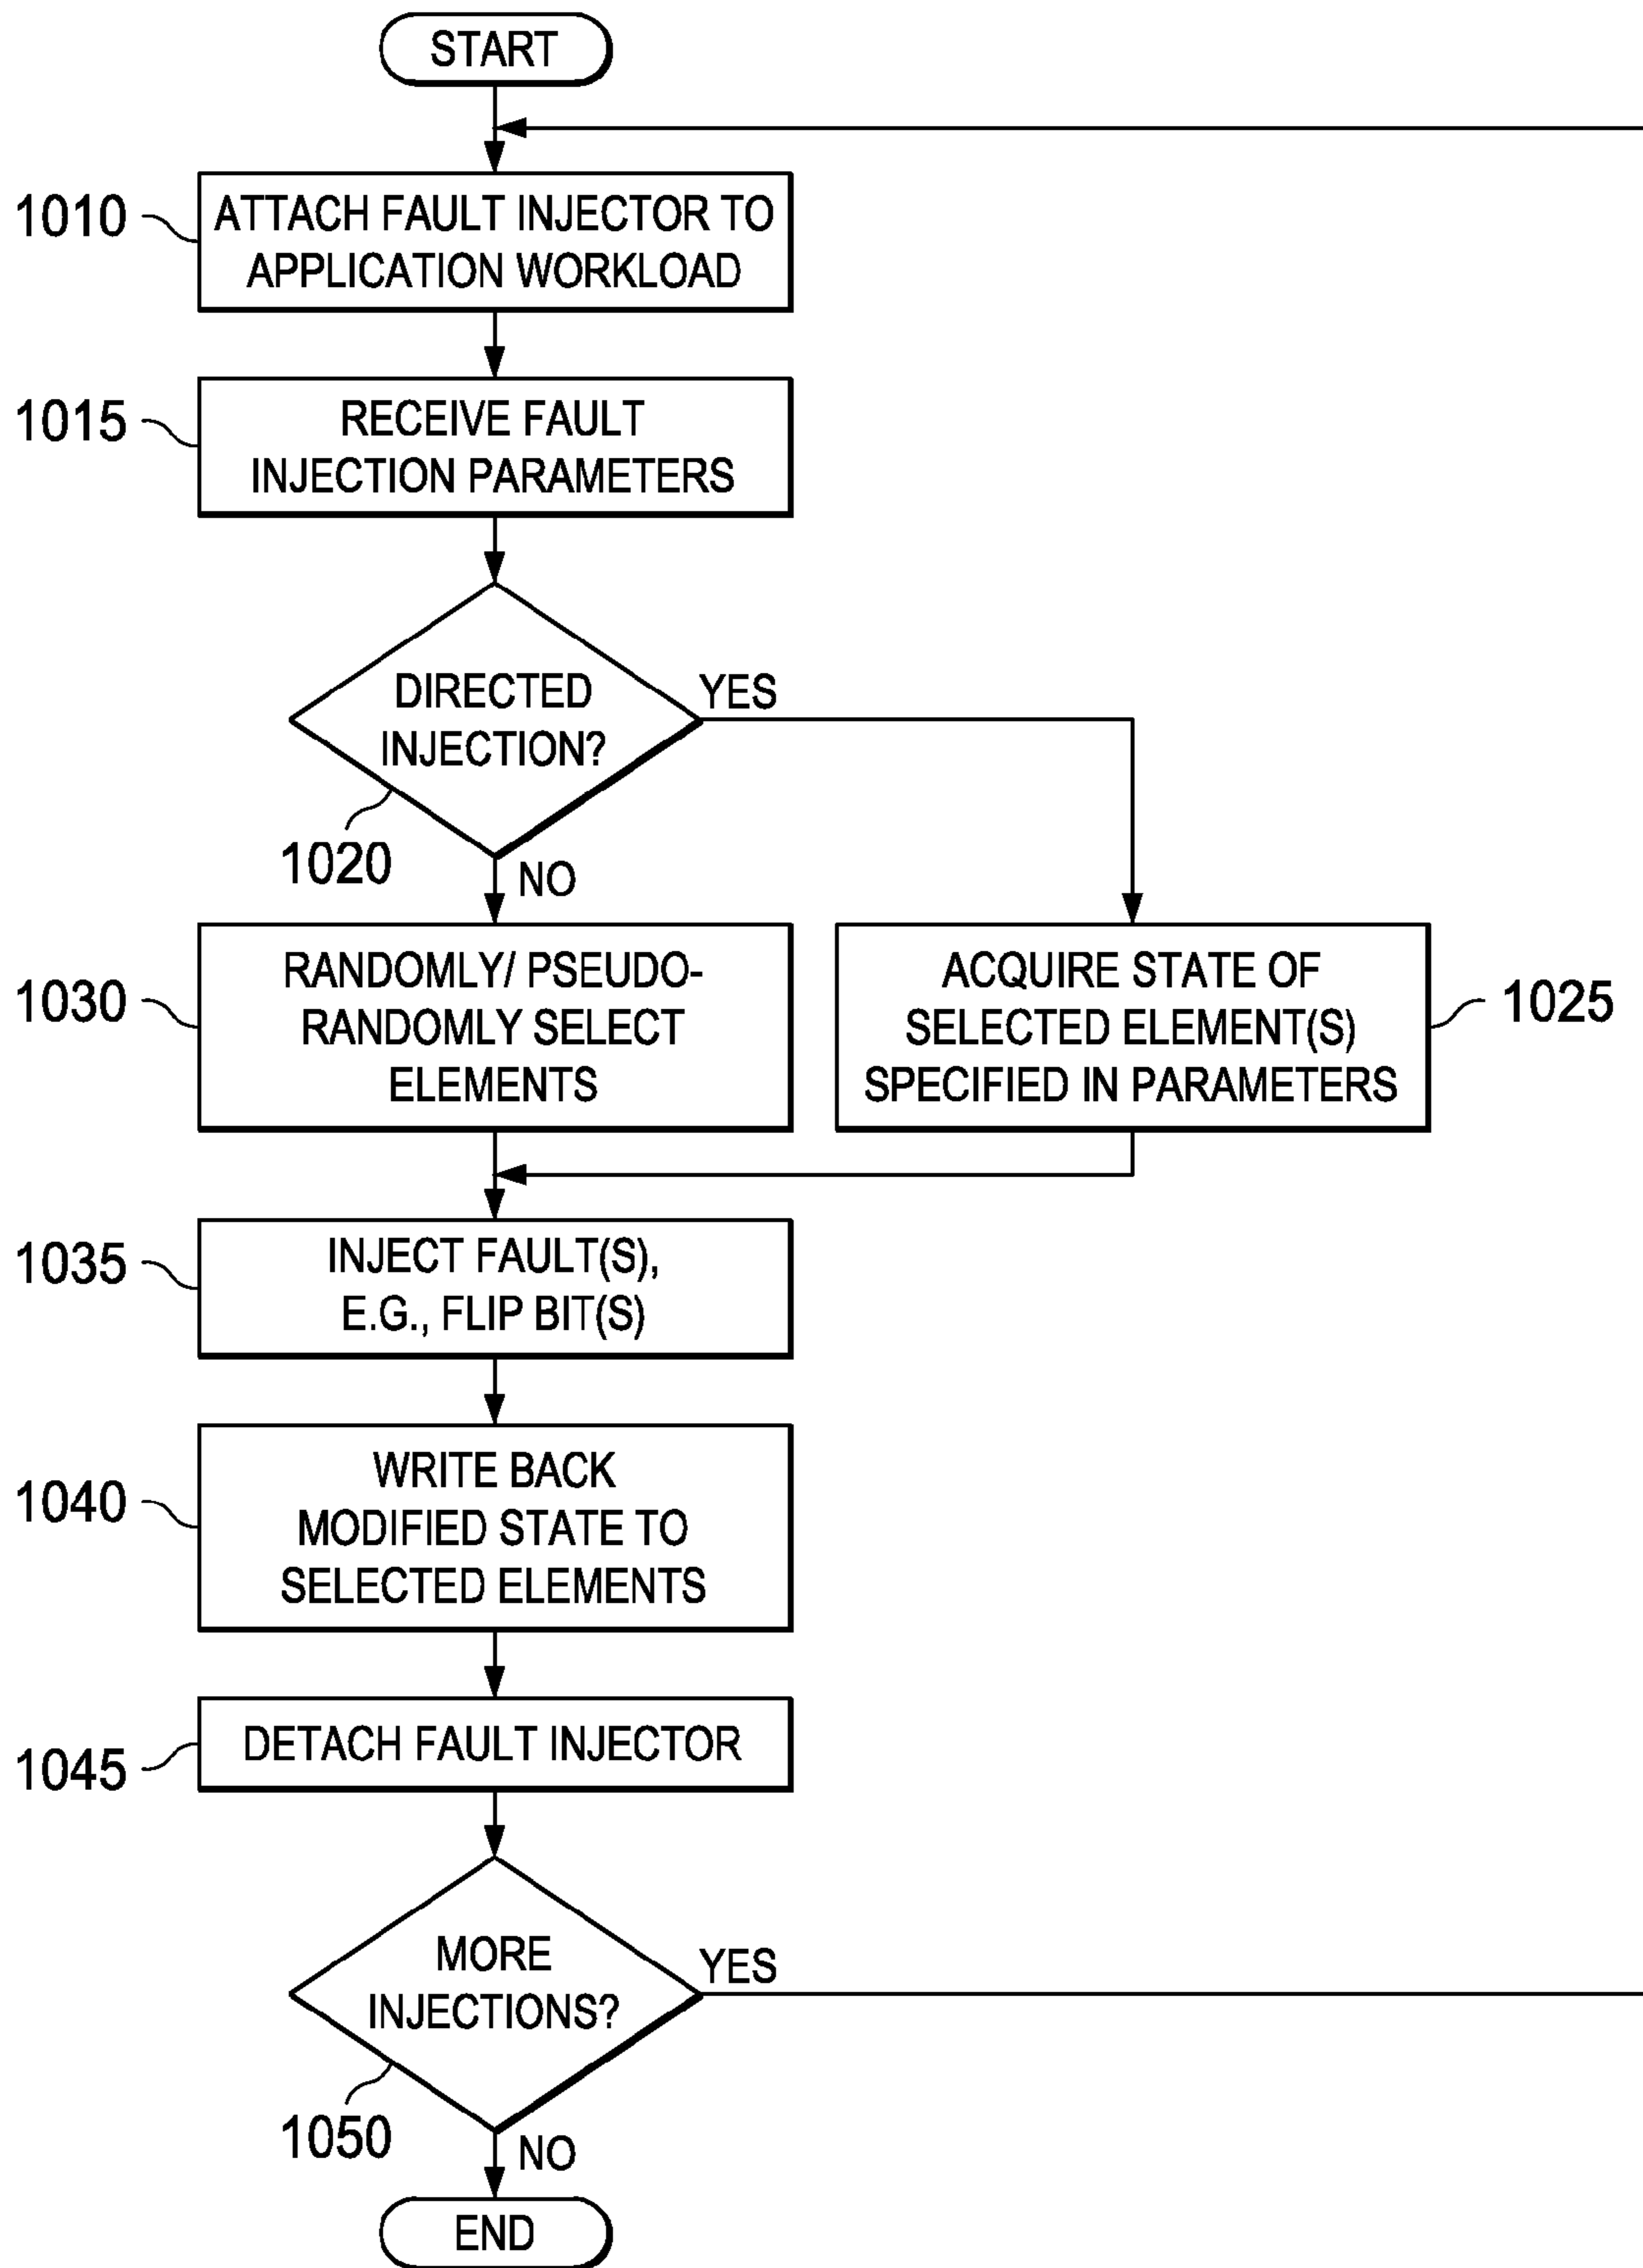 START
1010
ATTACH FAULT INJECTOR TO
APPLICATION WORKLOAD
1015
RECEIVE FAULT
INJECTION PARAMETERS
DIRECTED
INJECTION?
YES
1020
NO
1030
RANDOMLY/ PSEUDO-
RANDOMLY SELECT
ELEMENTS
ACQUIRE STATE OF
SELECTED ELEMENT(S)
SPECIFIED IN PARAMETERS
1025
1035
INJECT FAULT(S),
E.G., FLIP BIT(S)
1040
WRITE BACK
MODIFIED STATE TO
SELECTED ELEMENTS
1045
DETACH FAULT INJECTOR
MORE
INJECTIONS?
YES
1050
NO
END